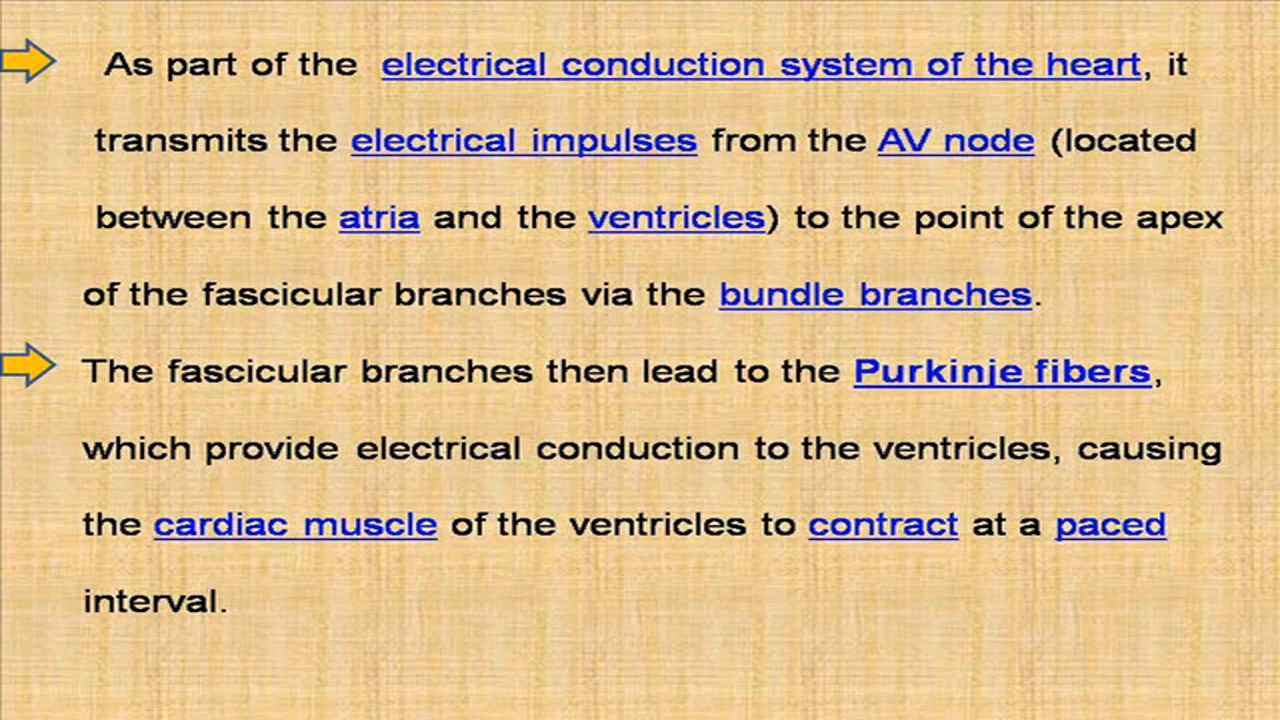 As part of the electrical conduction system of the heart, it
transmits the electrical impulses from the AV node (located
between the atria and the ventricles) to the point of the apex
of the fascicular branches via the bundle branches.
The fascicular branches then lead to the Purkinje fibers,
which provide electrical conduction to the ventricles, causing
the cardiac muscle of the ventricles to contract at a paced
interval.